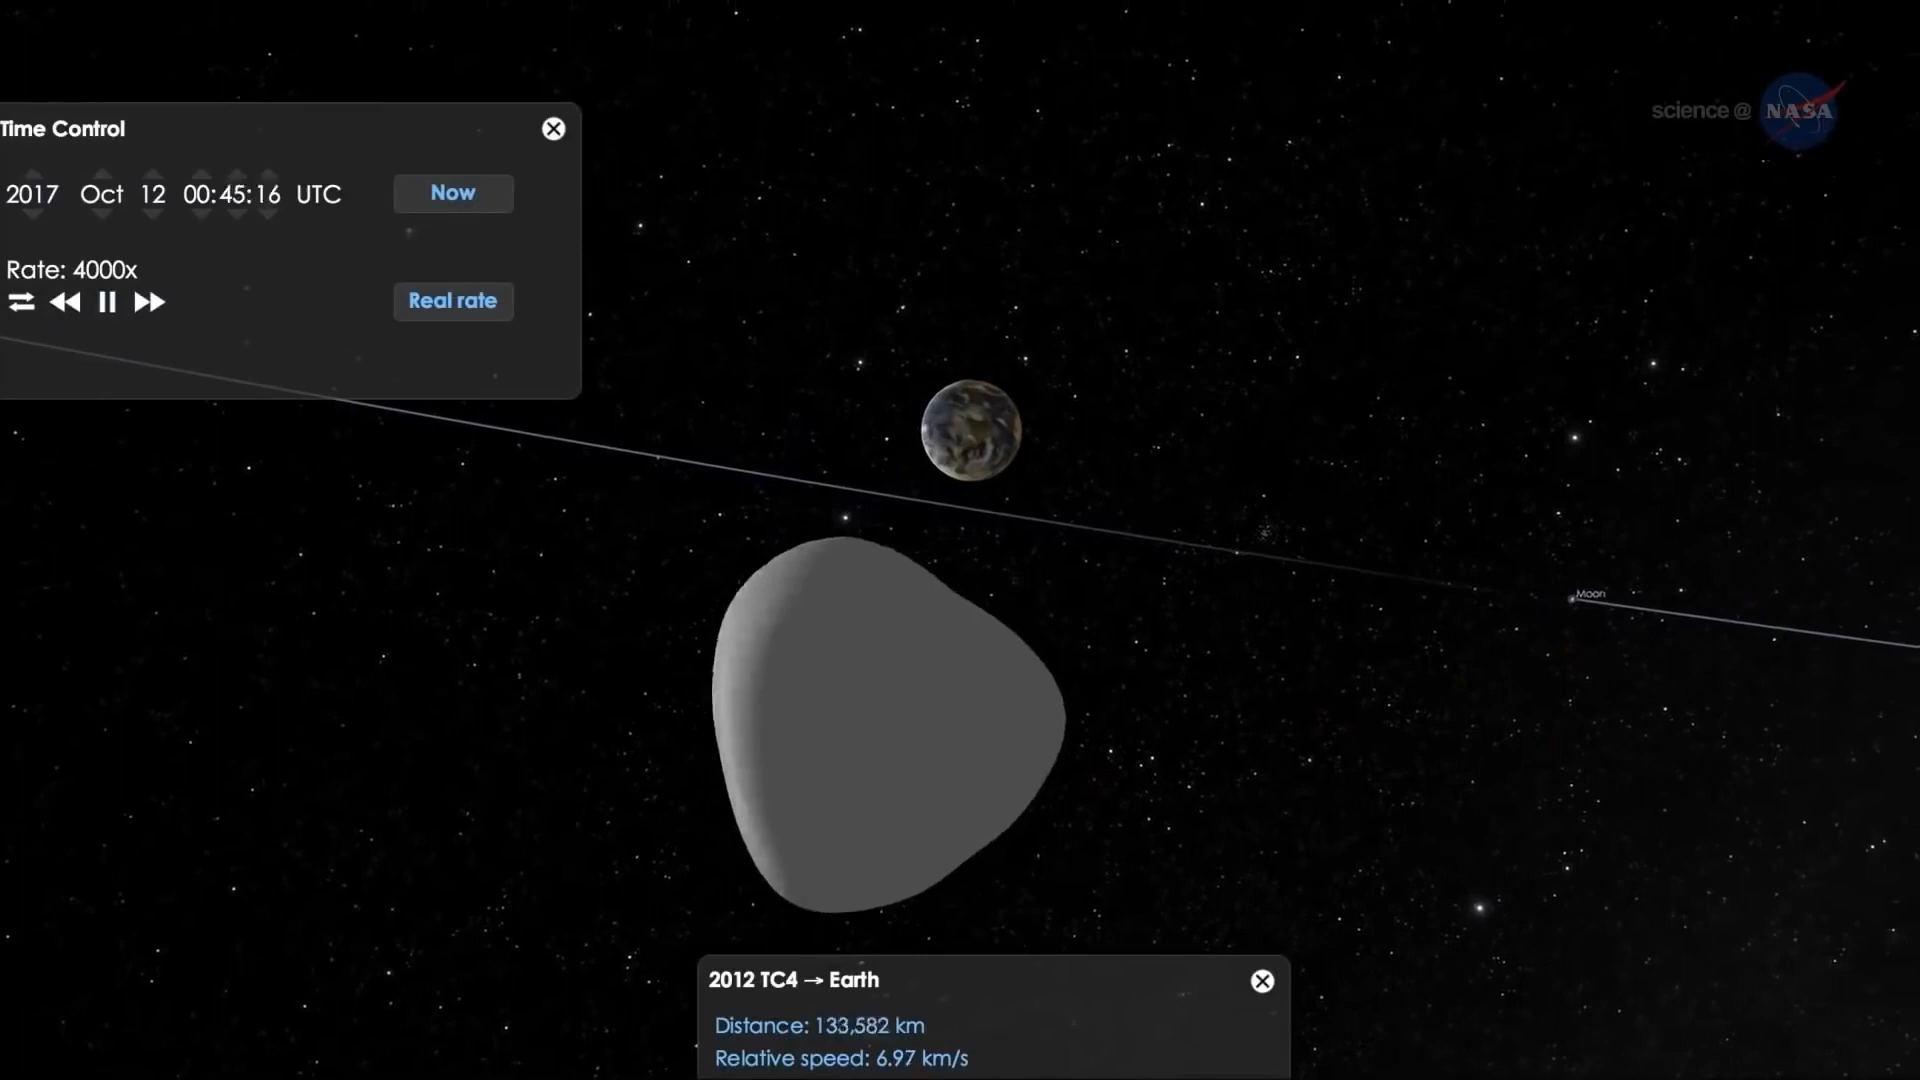 science @ NASA
Time Control
2017 Oct 12 00:45:16 UTC
Now
Rate: 4000x
Real rate
Moon
2012 TC4 → Earth
Distance: 133,582 km
Relative speed: 6.97 km/s